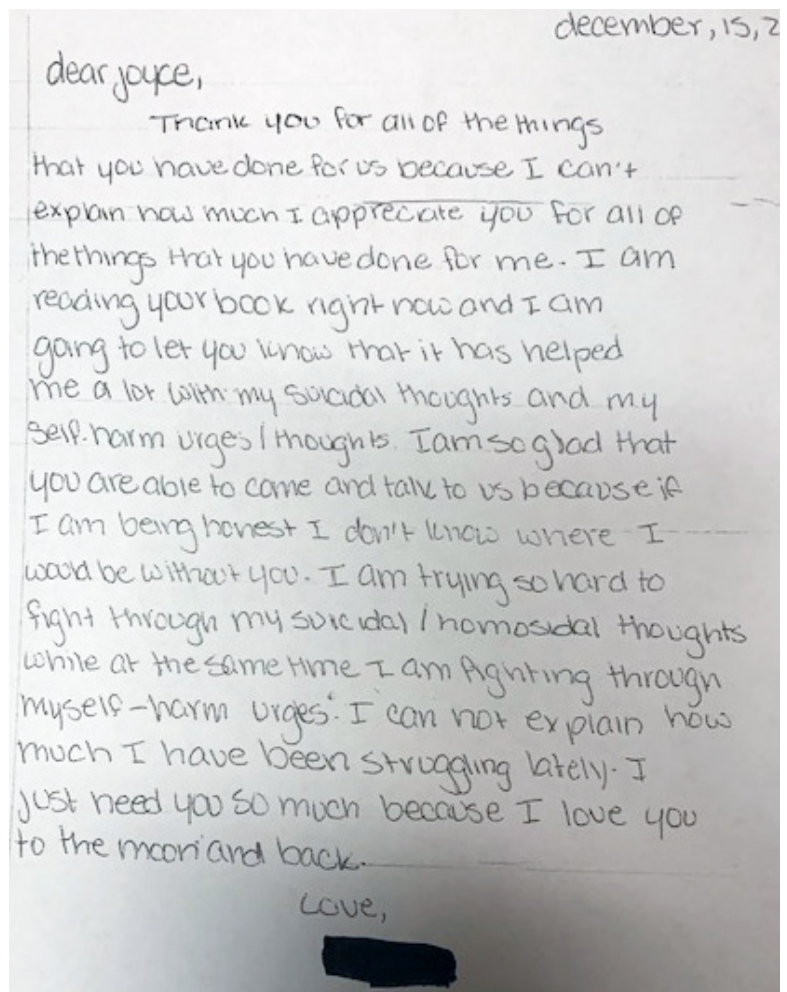 december, 15, 2
dear joyce,
Thank you for all of the things
that you have done for us because I can't
explain how much I appreciate you for all of
the things that you have done for me. I am
reading your book right now and I am
going to let you know that it has helped
me a lot with my suicidal thoughts and my
self-harm urges/thoughts. I am so glad that
you are able to come and talk to us because if
I am being honest I don't know where I
would be without you. I am trying so hard to
fight through my suicidal/homosidal thoughts
while at the same time I am fighting through
myself-harm urges. I can not explain how
much I have been struggling lately. I
just need you so much because I love you
to the moon and back.
Love,